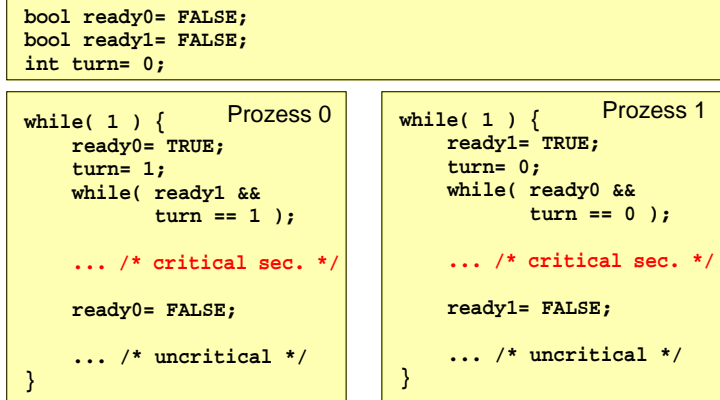 bool ready0= FALSE;
bool ready1= FALSE;
int turn= 0;
Prozess 0
while( 1 ) {
ready0= TRUE;
turn= 1;
while( ready1 &&
turn == 1 );
... /* critical sec. */
ready0= FALSE;
... /* uncritical */
}
Prozess 1
while( 1 ) {
ready1= TRUE;
turn= 0;
while( ready0 &&
turn == 0 );
... /* critical sec. */
ready1= FALSE;
... /* uncritical */
}